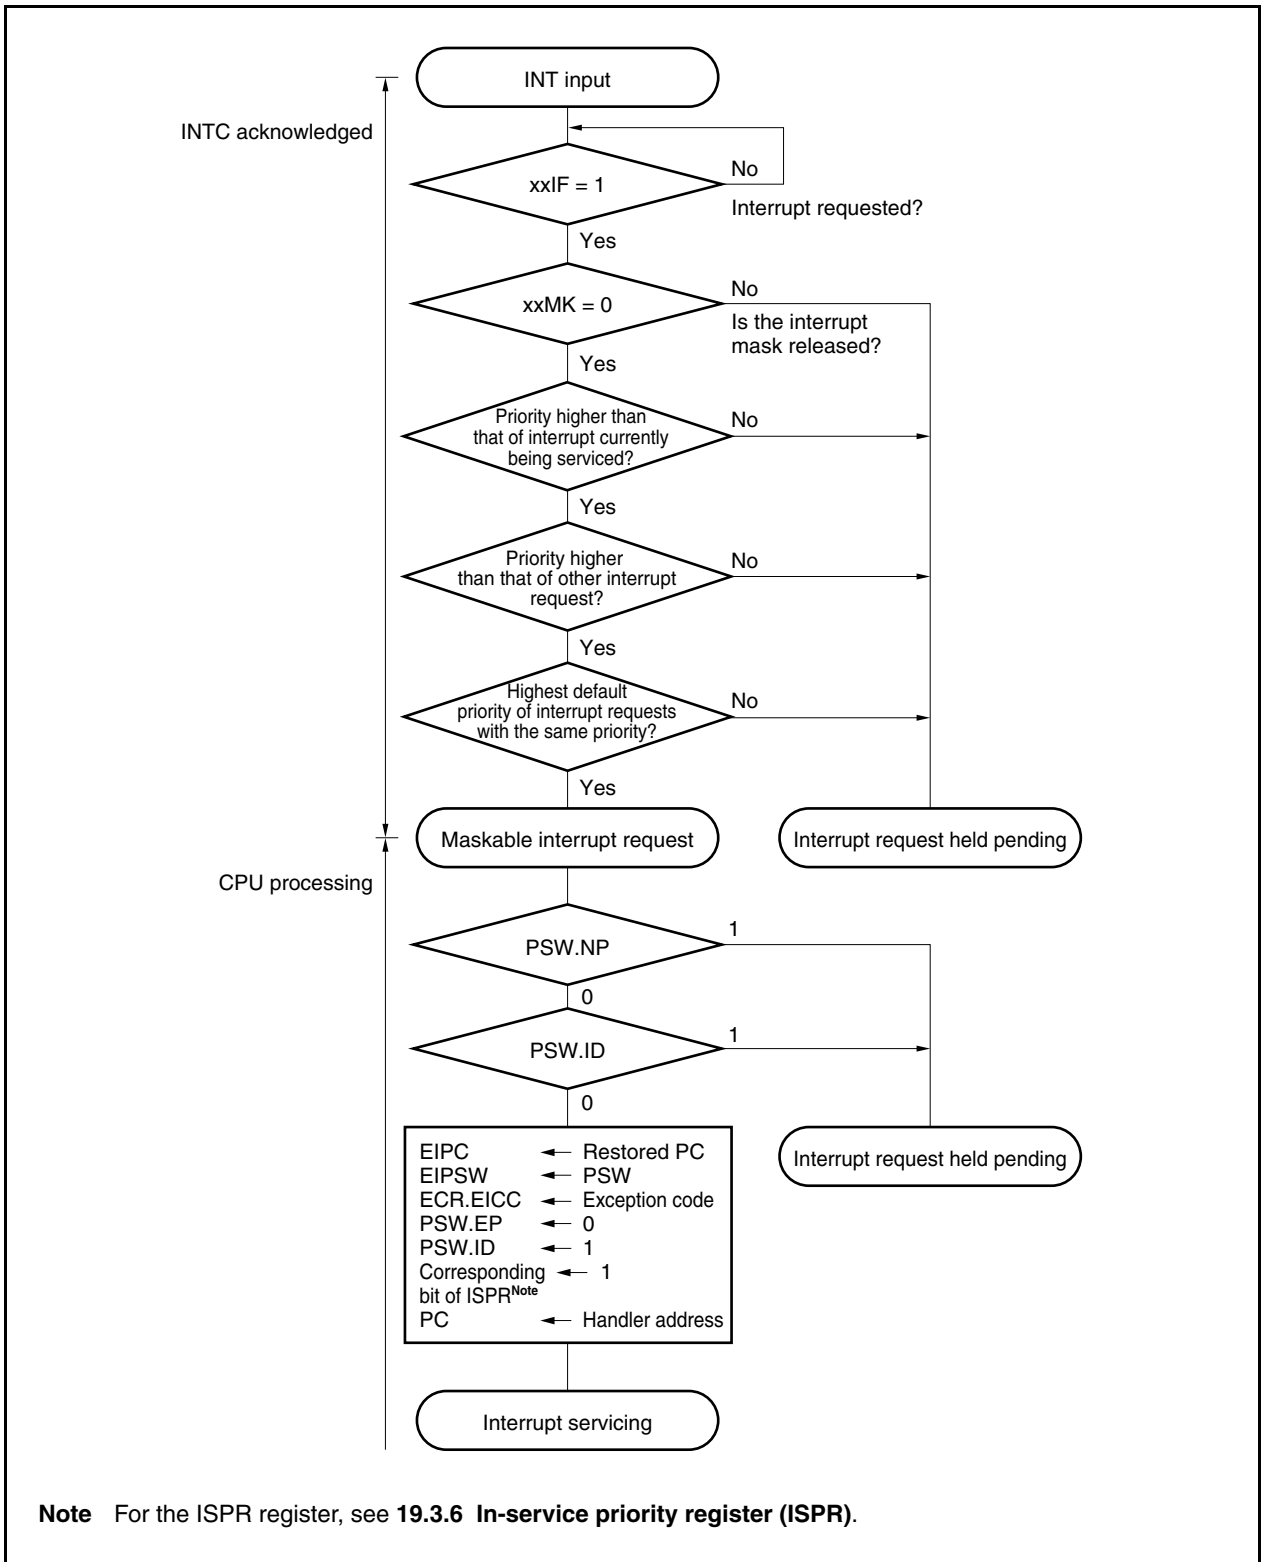 INT input
INTC acknowledged
xxIF = 1
No
Interrupt requested?
Yes
xxMK = 0
No
Is the interrupt
mask released?
Yes
Priority higher than
that of interrupt currently
being serviced?
No
Yes
Priority higher
than that of other interrupt
request?
No
Yes
Highest default
priority of interrupt requests
with the same priority?
No
Yes
Maskable interrupt request
Interrupt request held pending
CPU processing
PSW.NP
1
0
PSW.ID
1
0
EIPC ← Restored PC
EIPSW ← PSW
ECR.EICC ← Exception code
PSW.EP ← 0
PSW.ID ← 1
Corresponding ← 1
bit of ISPRNote
PC ← Handler address
Interrupt request held pending
Interrupt servicing
Note For the ISPR register, see 19.3.6 In-service priority register (ISPR).